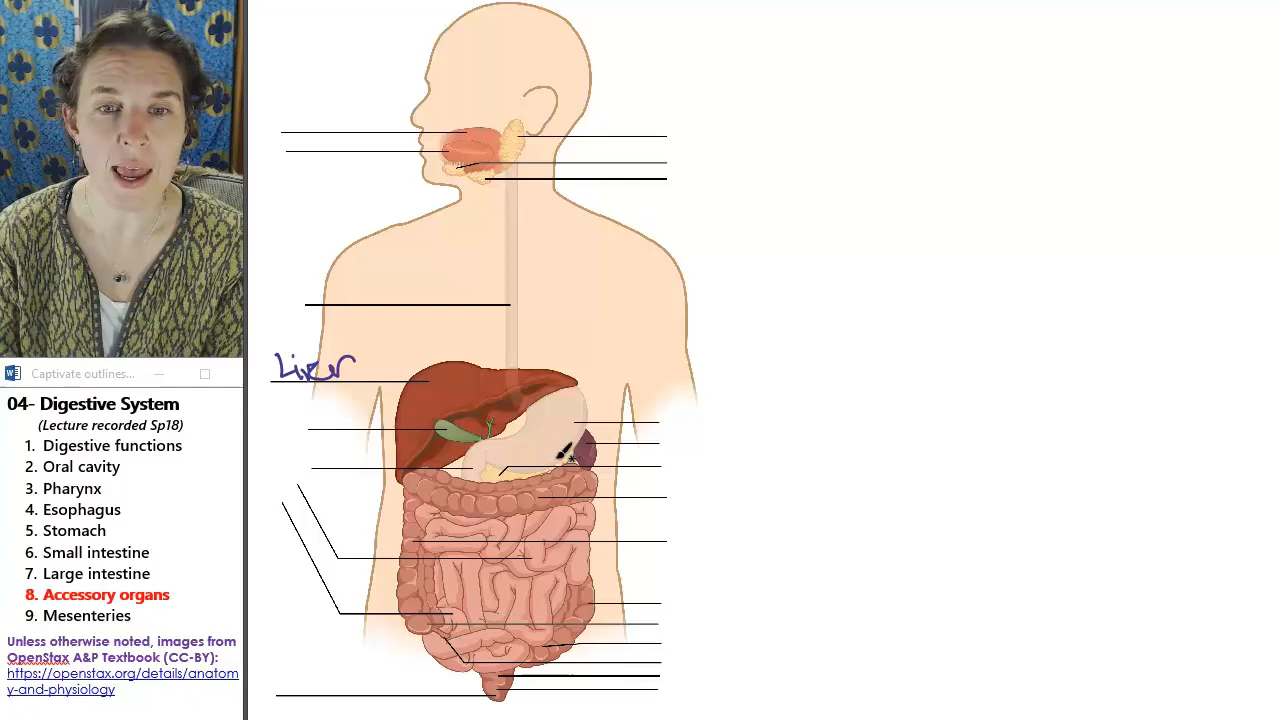 Captivate outlines...
04- Digestive System
(Lecture recorded Sp18)
1. Digestive functions
2. Oral cavity
3. Pharynx
4. Esophagus
5. Stomach
6. Small intestine
7. Large intestine
8. Accessory organs
9. Mesenteries
Unless otherwise noted, images from
OpenStax A&P Textbook (CC-BY):
https://openstax.org/details/anatom
y-and-physiology
Liver